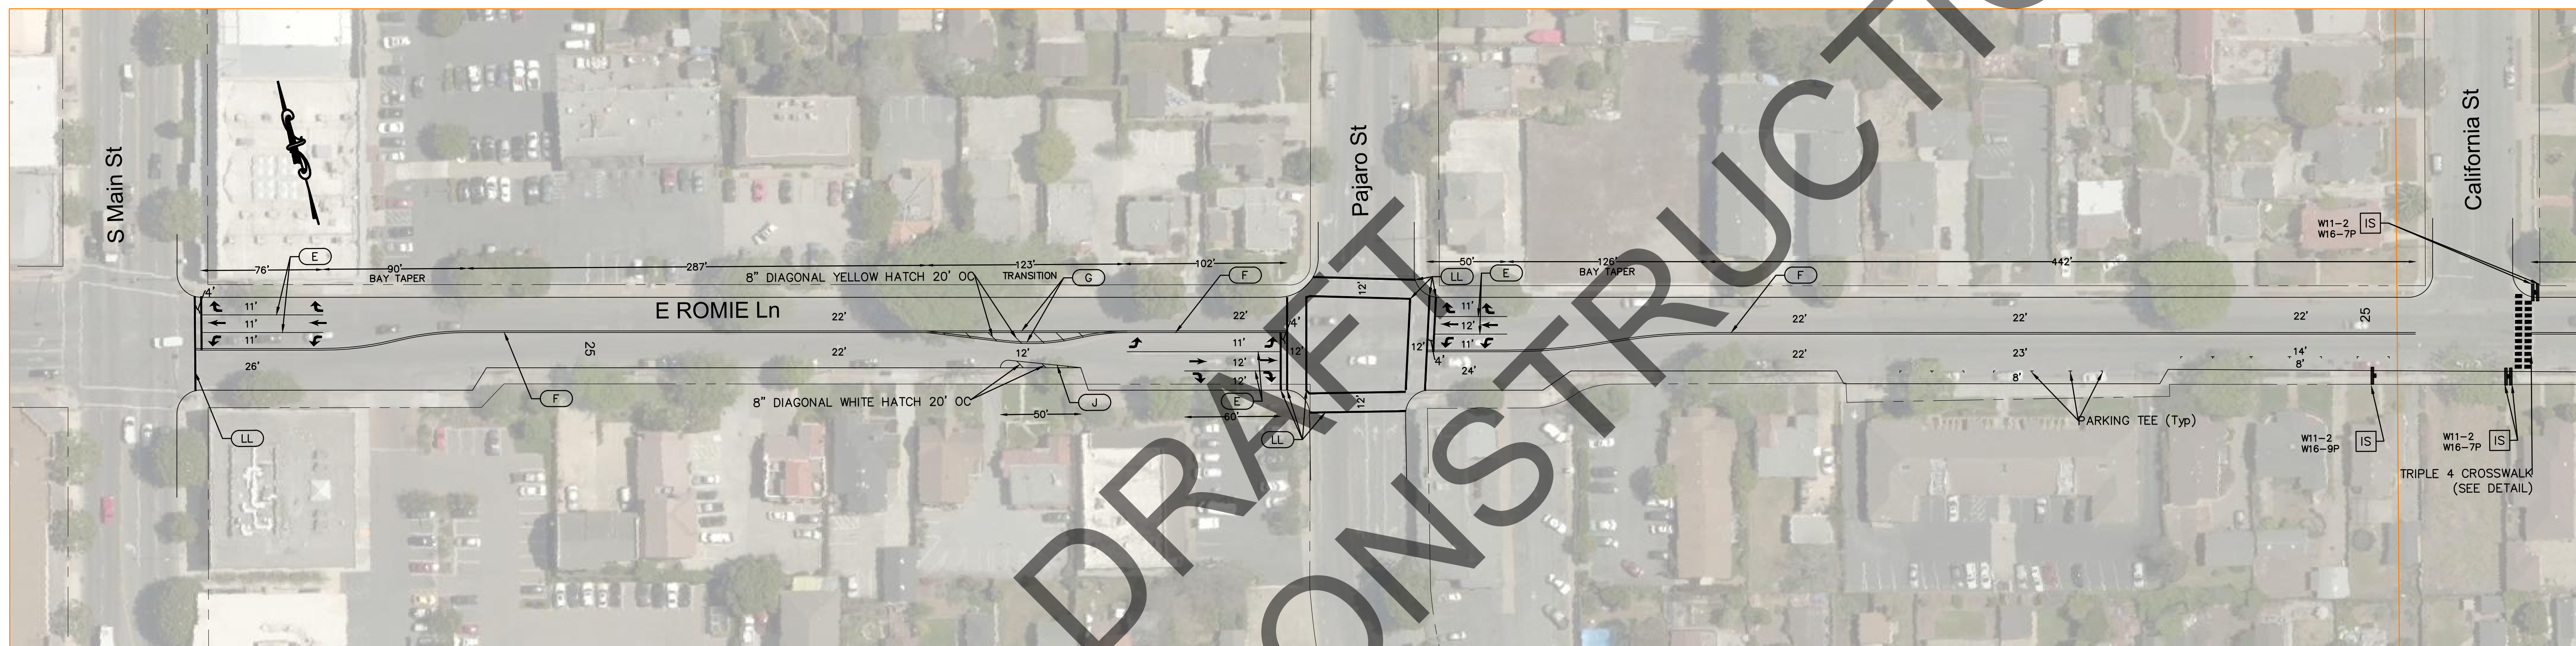 S Main St
Pajaro St
California St
E ROMIE Ln
E
76'
90'
BAY TAPER
287'
8" DIAGONAL YELLOW HATCH 20' OC
123'
TRANSITION
G
102'
F
LL
50'
E
126'
BAY TAPER
F
442'
W11-2
W16-7P
IS
4'
11'
11'
11'
26'
22'
22'
22'
25
12'
11'
12'
12'
4'
12'
12'
12'
12'
4'
11'
12'
11'
24'
22'
22'
22'
23'
22'
25
14'
8'
8'
F
8" DIAGONAL WHITE HATCH 20' OC
50'
J
60'
E
LL
LL
PARKING TEE (Typ)
W11-2
W16-9P
IS
W11-2
W16-7P
IS
TRIPLE 4 CROSSWALK
(SEE DETAIL)
DRAFT